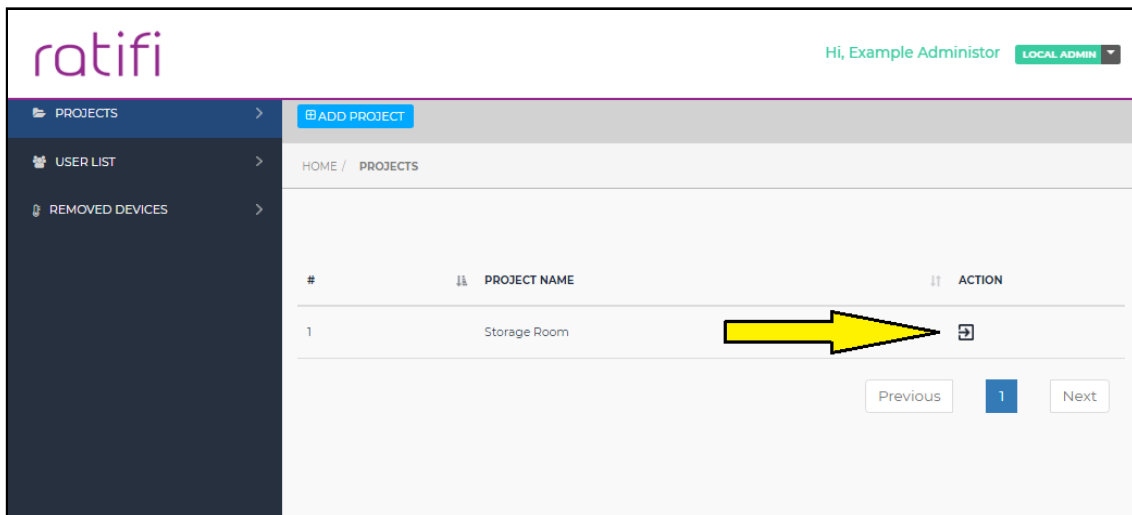 ratifi
Hi, Example Administor LOCAL ADMIN
PROJECTS
ADD PROJECT
USER LIST
HOME / PROJECTS
REMOVED DEVICES
# PROJECT NAME ACTION
1 Storage Room
Previous 1 Next